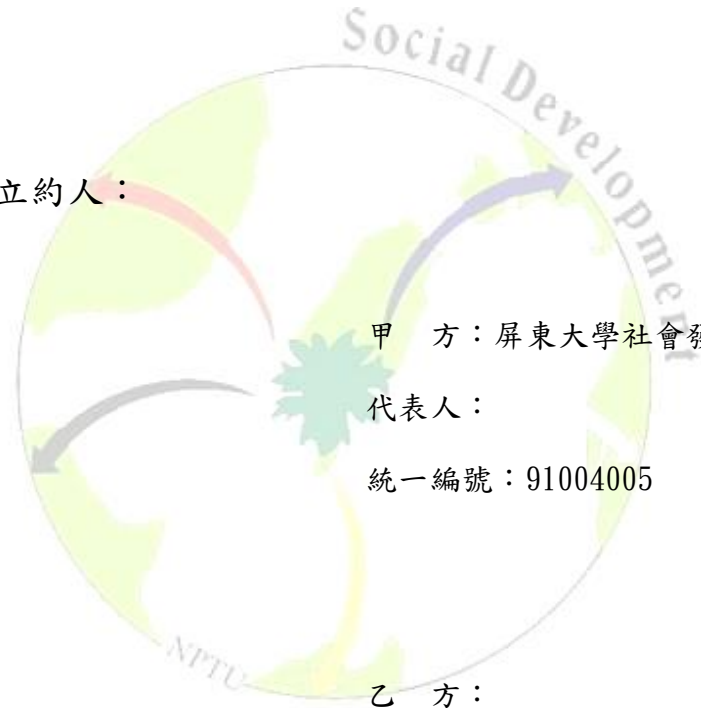 Social Development
立約人：
甲　方：屏東大學社會發
代表人：
統一編號：91004005
NPTU
乙　方：